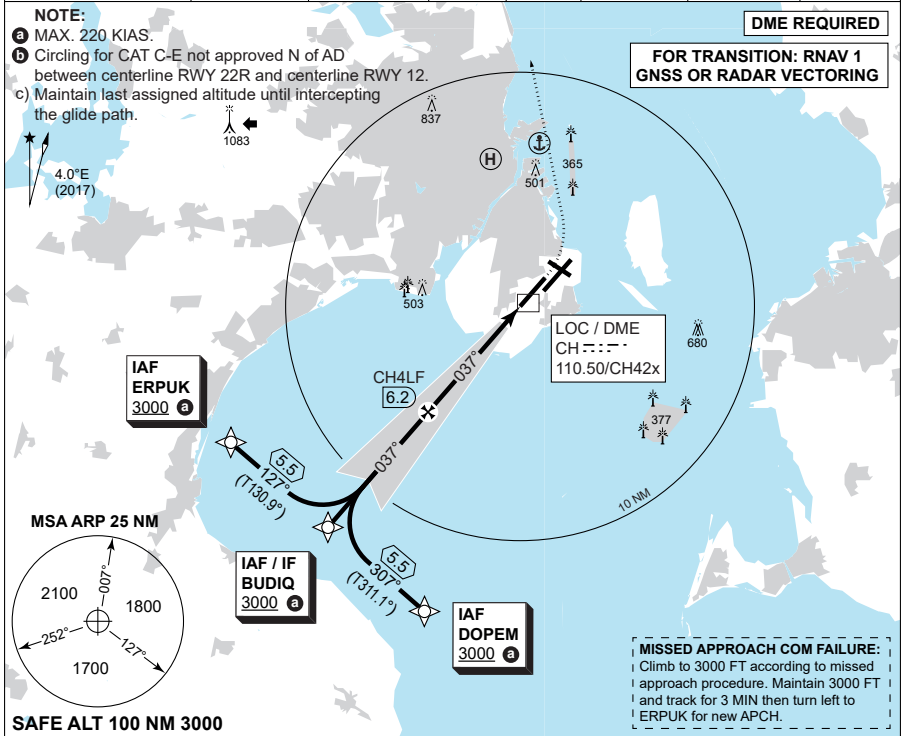 NOTE:
a MAX. 220 KIAS.
b Circling for CAT C-E not approved N of AD
between centerline RWY 22R and centerline RWY 12.
c) Maintain last assigned altitude until intercepting
the glide path.
DME REQUIRED
FOR TRANSITION: RNAV 1
GNSS OR RADAR VECTORING
4.0°E
(2017)
1083
837
H
501
365
503
LOC / DME
CH
110.50/CH42x
680
377
10 NM
CH4LF
6.2
037°
037°
IAF
ERPUK
3000 a
5.5
127°
(T130.9°)
IAF / IF
BUDIQ
3000 a
5.5
307°
(T311.1°)
IAF
DOPEM
3000 a
MSA ARP 25 NM
007°
2100
1800
252°
127°
1700
SAFE ALT 100 NM 3000
MISSED APPROACH COM FAILURE:
Climb to 3000 FT according to missed
approach procedure. Maintain 3000 FT
and track for 3 MIN then turn left to
ERPUK for new APCH.